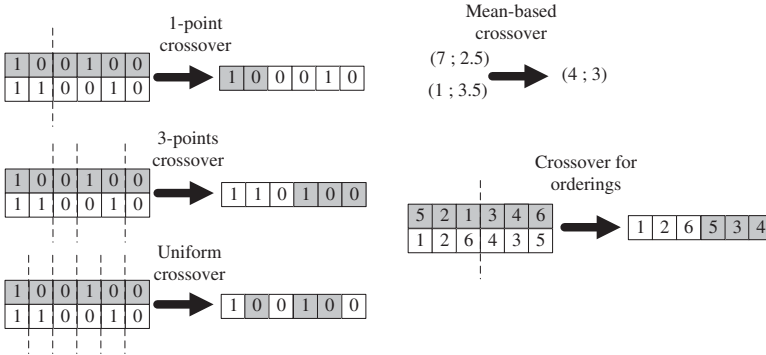 1-point
crossover
1 0 0 1 0 0
1 1 0 0 1 0
1 0 0 0 1 0
3-points
crossover
1 0 0 1 0 0
1 1 0 0 1 0
1 1 0 1 0 0
Uniform
crossover
1 0 0 1 0 0
1 1 0 0 1 0
1 0 0 1 0 0
Mean-based
crossover
(7 ; 2.5)
(1 ; 3.5)
(4 ; 3)
Crossover for
orderings
5 2 1 3 4 6
1 2 6 4 3 5
1 2 6 5 3 4